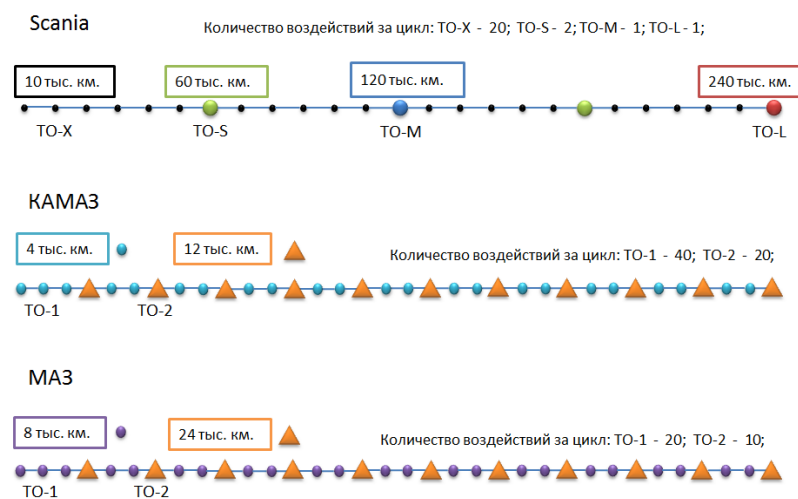 Scania
Количество воздействий за цикл: ТО-X - 20; ТО-S - 2; ТО-М - 1; ТО-L - 1;
10 тыс. км.
60 тыс. км.
120 тыс. км.
240 тыс. км.
ТО-X
ТО-S
ТО-М
ТО-L
КАМАЗ
4 тыс. км.
12 тыс. км.
Количество воздействий за цикл: ТО-1 - 40; ТО-2 - 20;
ТО-1
ТО-2
МАЗ
8 тыс. км.
24 тыс. км.
Количество воздействий за цикл: ТО-1 - 20; ТО-2 - 10;
ТО-1
ТО-2